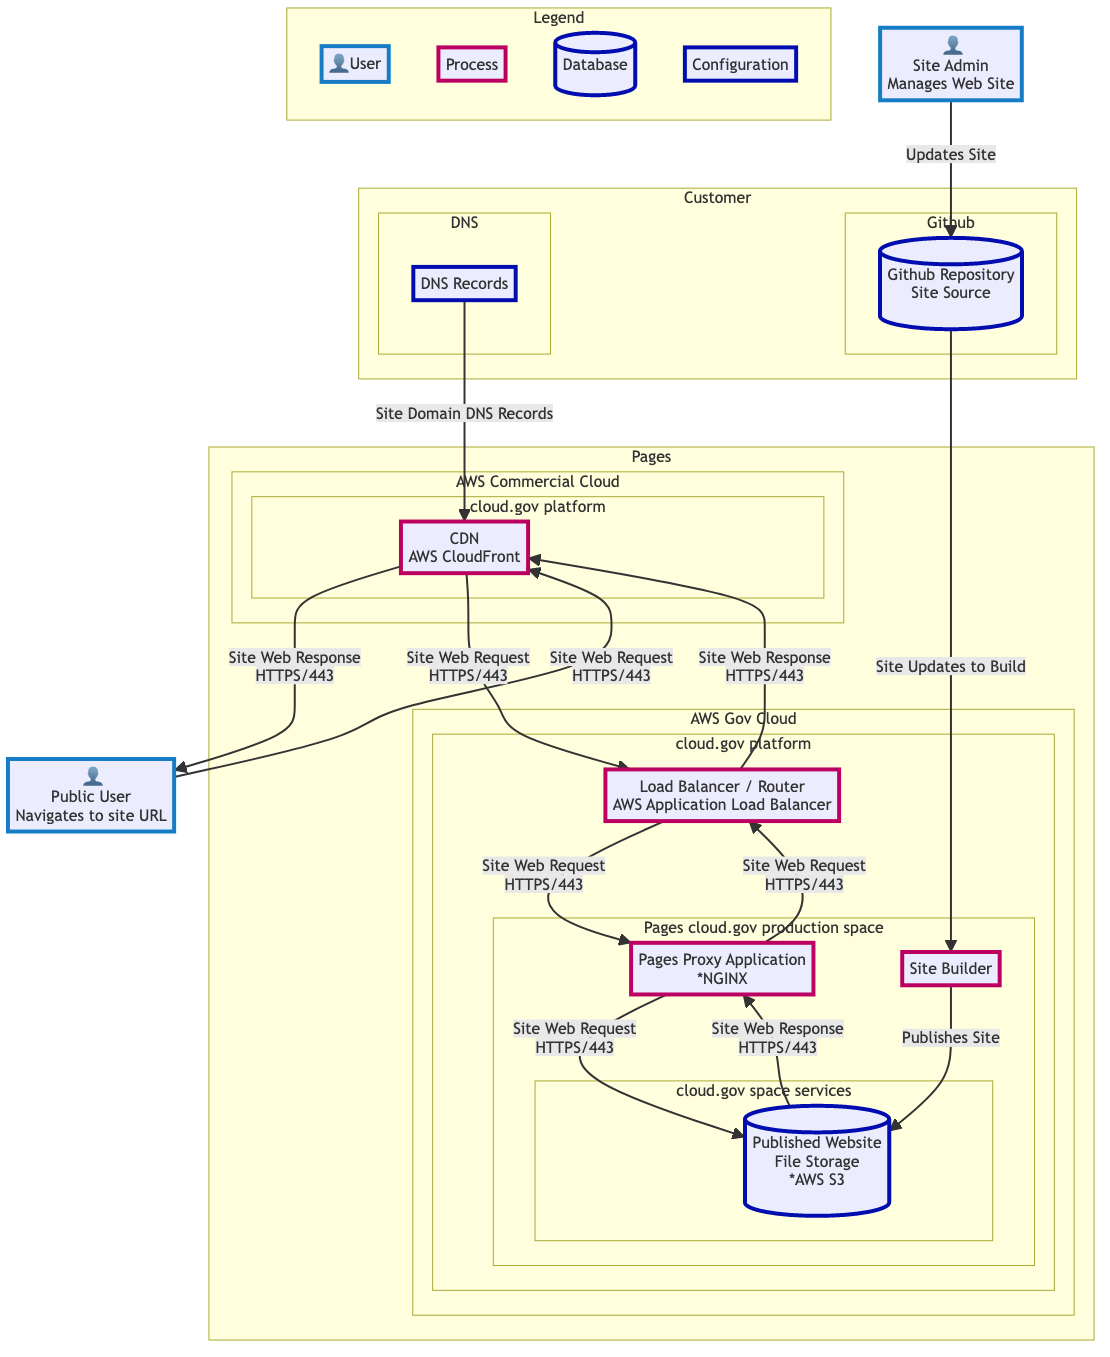 Legend
User
Process
Database
Configuration
Site Admin
Manages Web Site
Updates Site
Customer
DNS
Github
DNS Records
Github Repository
Site Source
Site Domain DNS Records
Pages
AWS Commercial Cloud
cloud.gov platform
CDN
AWS CloudFront
Site Web Response
HTTPS/443
Site Web Request
HTTPS/443
Site Web Request
HTTPS/443
Site Web Response
HTTPS/443
Site Updates to Build
AWS Gov Cloud
cloud.gov platform
Public User
Navigates to site URL
Load Balancer / Router
AWS Application Load Balancer
Site Web Request
HTTPS/443
Site Web Request
HTTPS/443
Pages cloud.gov production space
Pages Proxy Application
*NGINX
Site Builder
Site Web Request
HTTPS/443
Site Web Response
HTTPS/443
Publishes Site
cloud.gov space services
Published Website
File Storage
*AWS S3